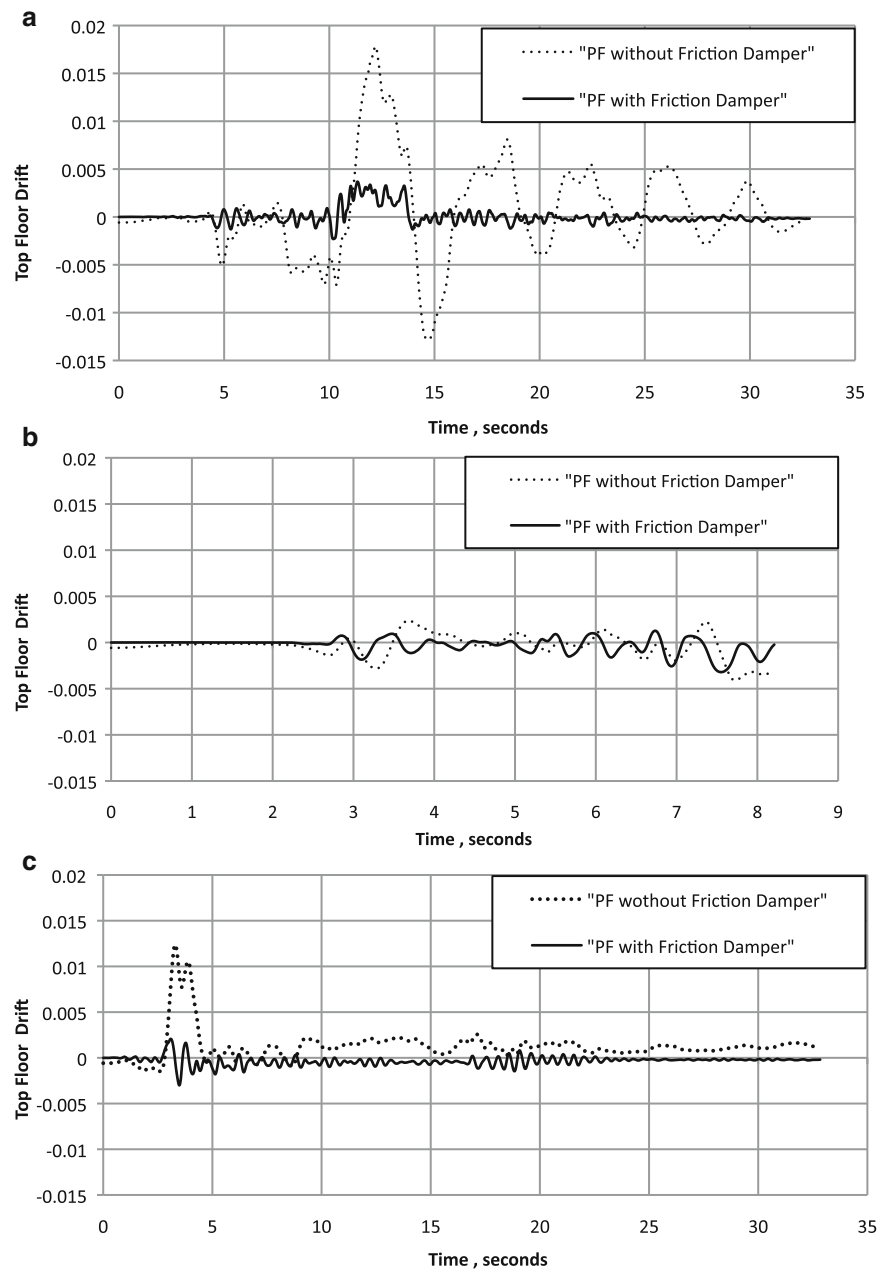 a
0.02
0.015
0.01
0.005
0
-0.005
-0.01
-0.015
Top Floor Drift
"PF without Friction Damper"
"PF with Friction Damper"
0 5 10 15 20 25 30 35
Time , seconds
b
0.02
0.015
0.01
0.005
0
-0.005
-0.01
-0.015
Top Floor Drift
"PF without Friction Damper"
"PF with Friction Damper"
0 1 2 3 4 5 6 7 8 9
Time , seconds
c
0.02
0.015
0.01
0.005
0
-0.005
-0.01
-0.015
Top Floor Drift
"PF wothout Friction Damper"
"PF with Friction Damper"
0 5 10 15 20 25 30 35
Time , seconds